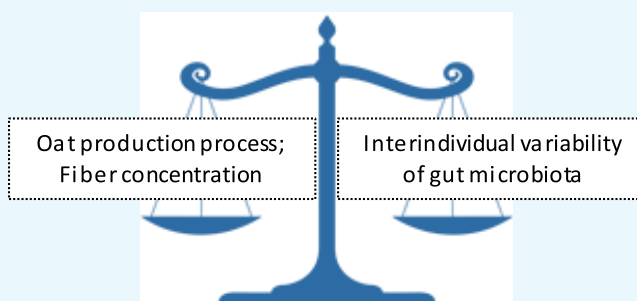 Oat production process;
Fiber concentration
Interindividual variability
of gut microbiota